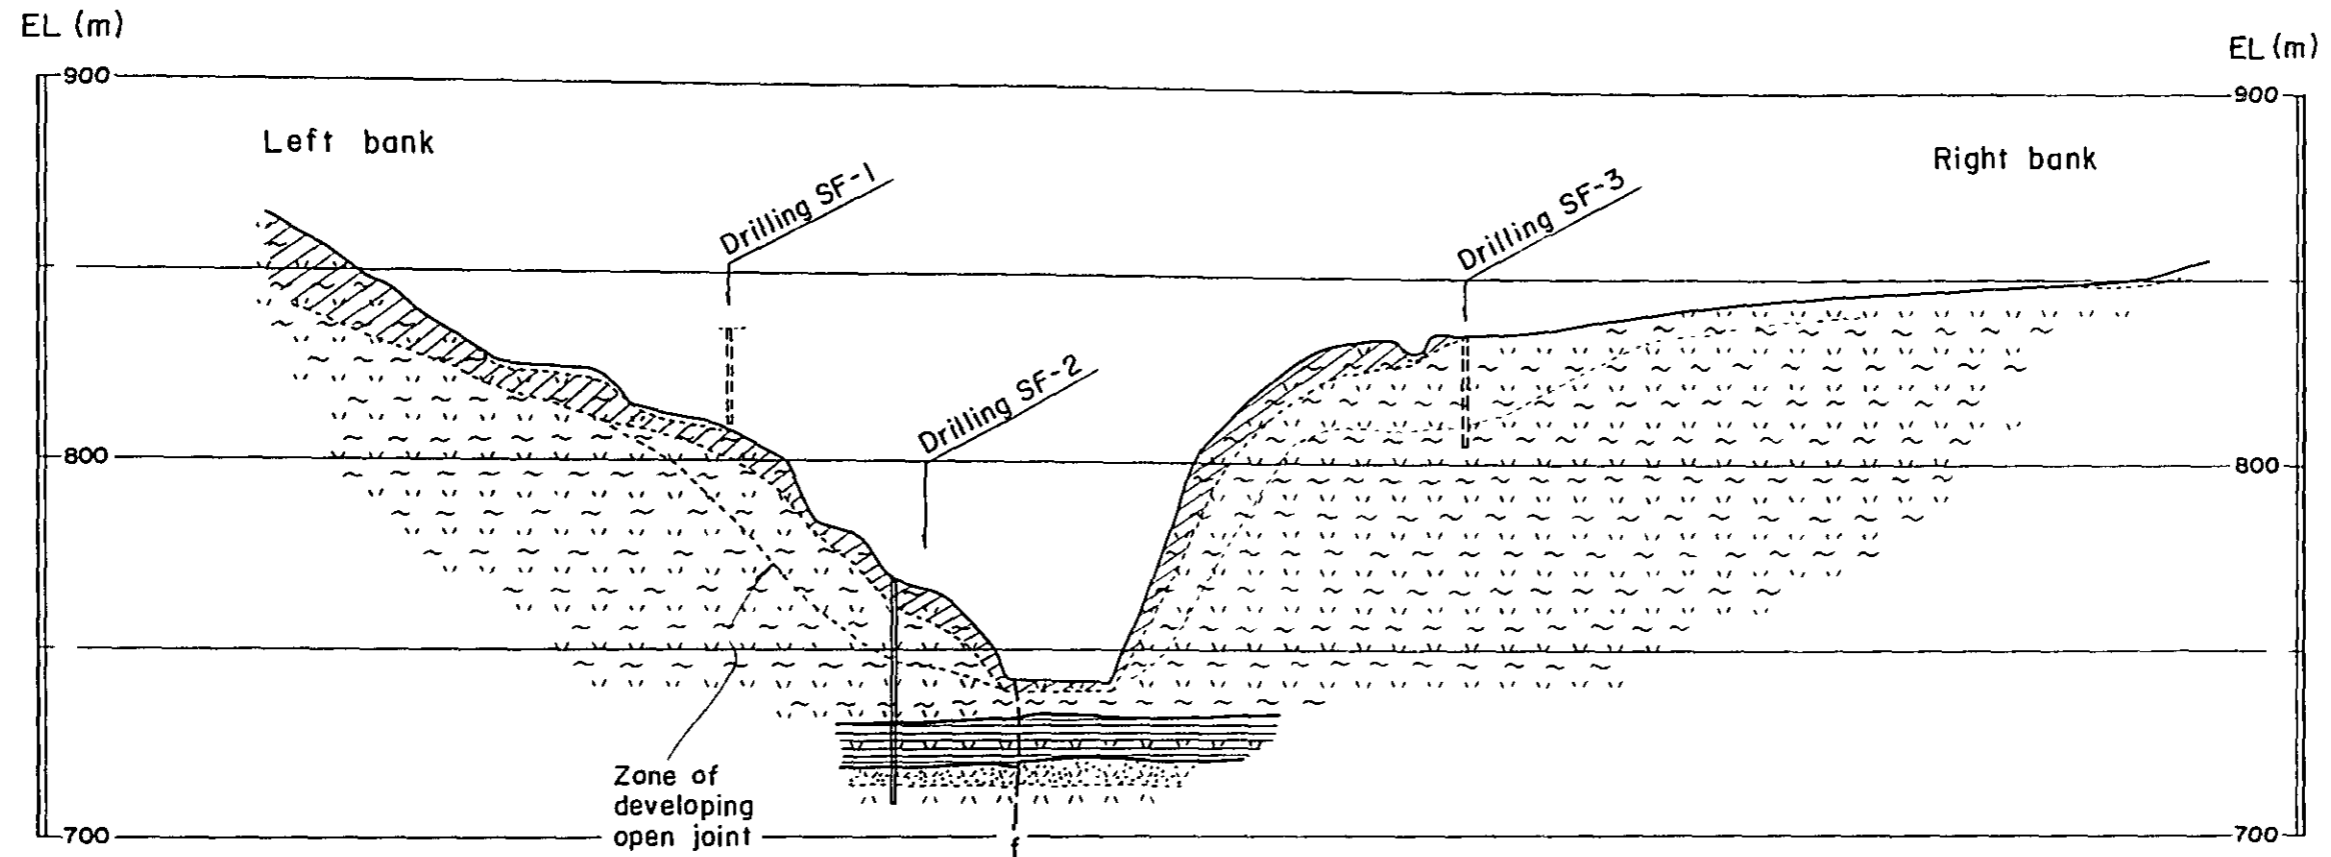 EL (m)
EL (m)
900
900
Left bank
Right bank
Drilling SF-1
Drilling SF-3
Drilling SF-2
800
800
Zone of
developing
open joint
700
700
f